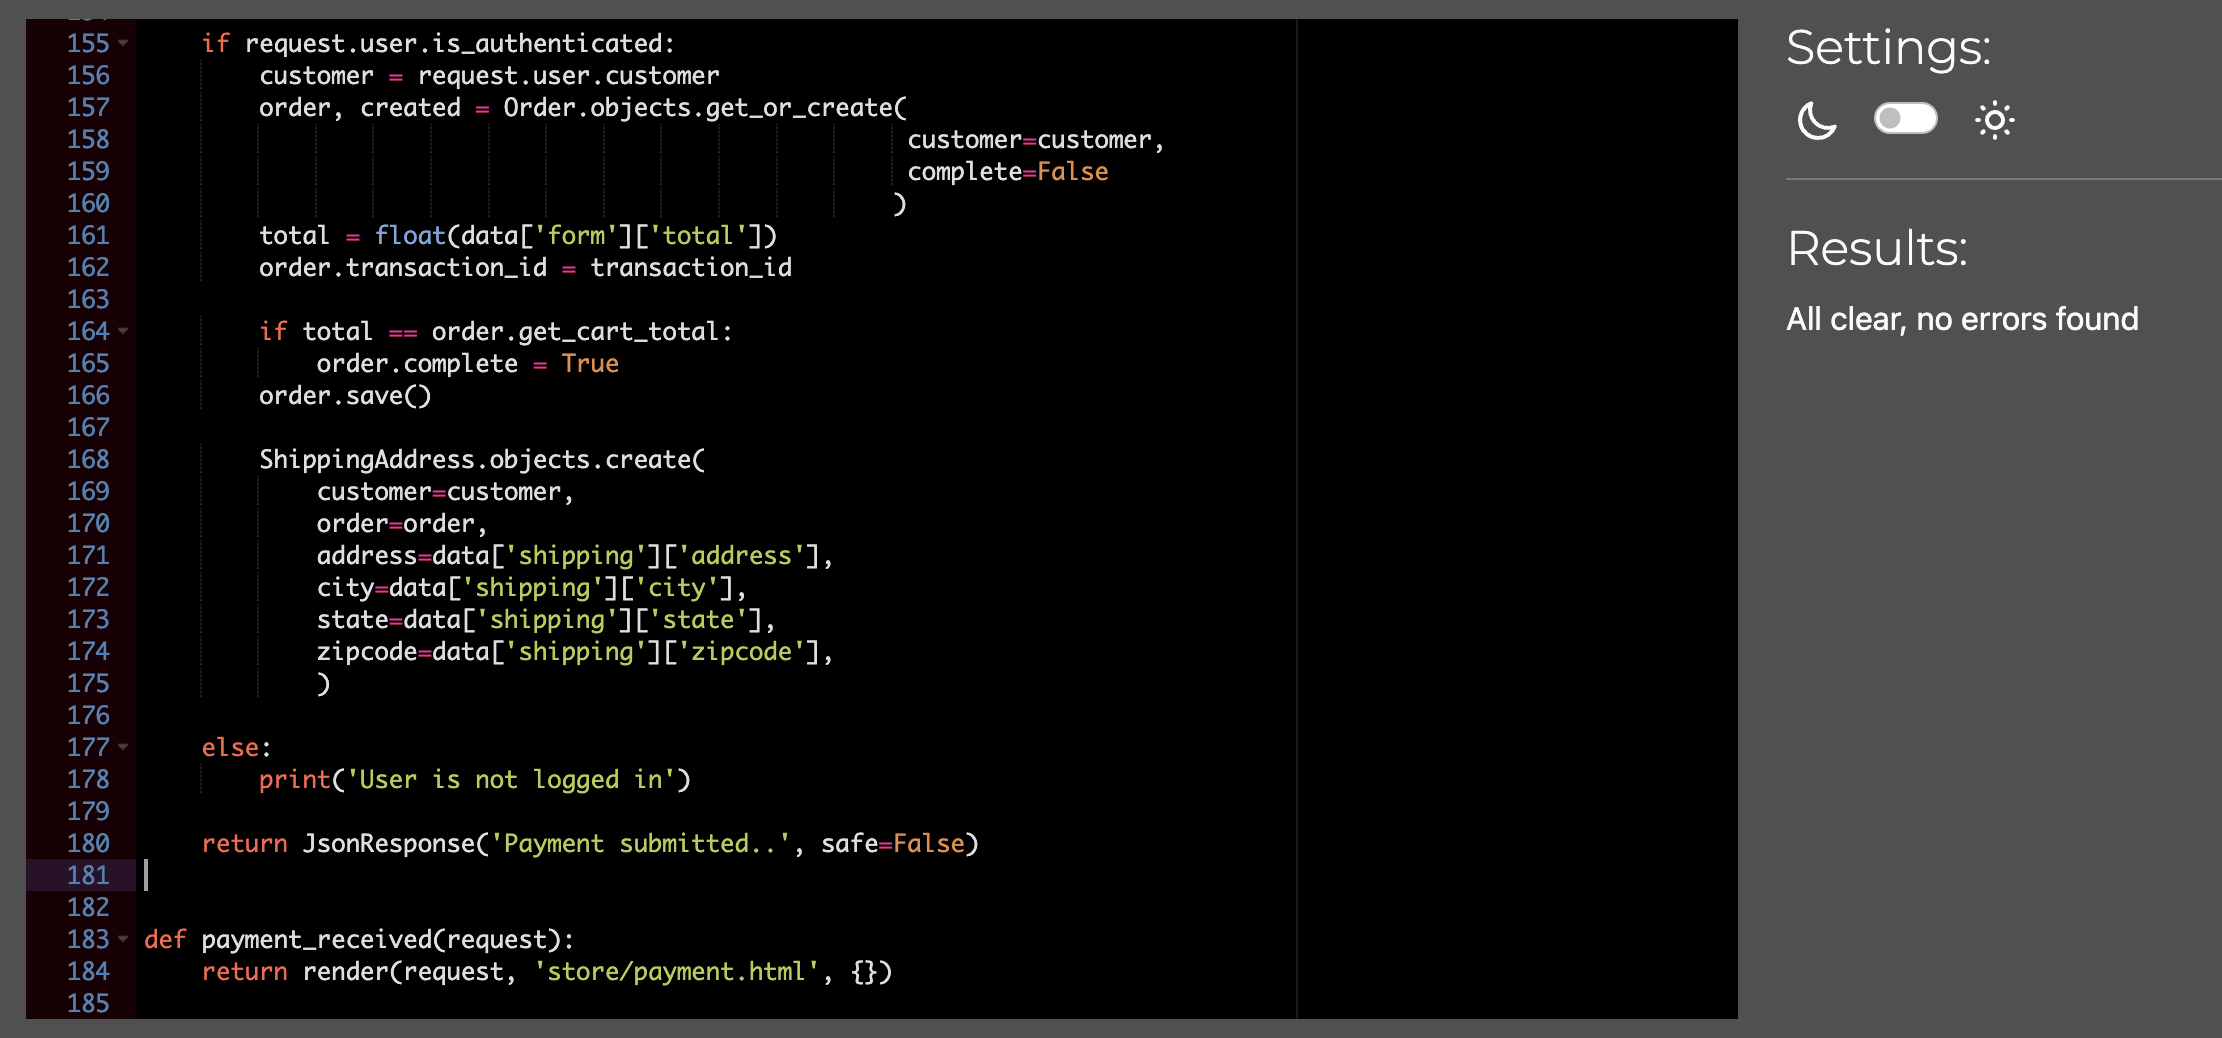 155 if request.user.is_authenticated:
156 customer = request.user.customer
157 order, created = Order.objects.get_or_create(
158 customer=customer,
159 complete=False
160 )
161 total = float(data['form']['total'])
162 order.transaction_id = transaction_id
163
164 if total == order.get_cart_total:
165 order.complete = True
166 order.save()
167
168 ShippingAddress.objects.create(
169 customer=customer,
170 order=order,
171 address=data['shipping']['address'],
172 city=data['shipping']['city'],
173 state=data['shipping']['state'],
174 zipcode=data['shipping']['zipcode'],
175 )
176
177 else:
178 print('User is not logged in')
179
180 return JsonResponse('Payment submitted..', safe=False)
181
182
183 def payment_received(request):
184 return render(request, 'store/payment.html', {})
185
Settings:
Results:
All clear, no errors found